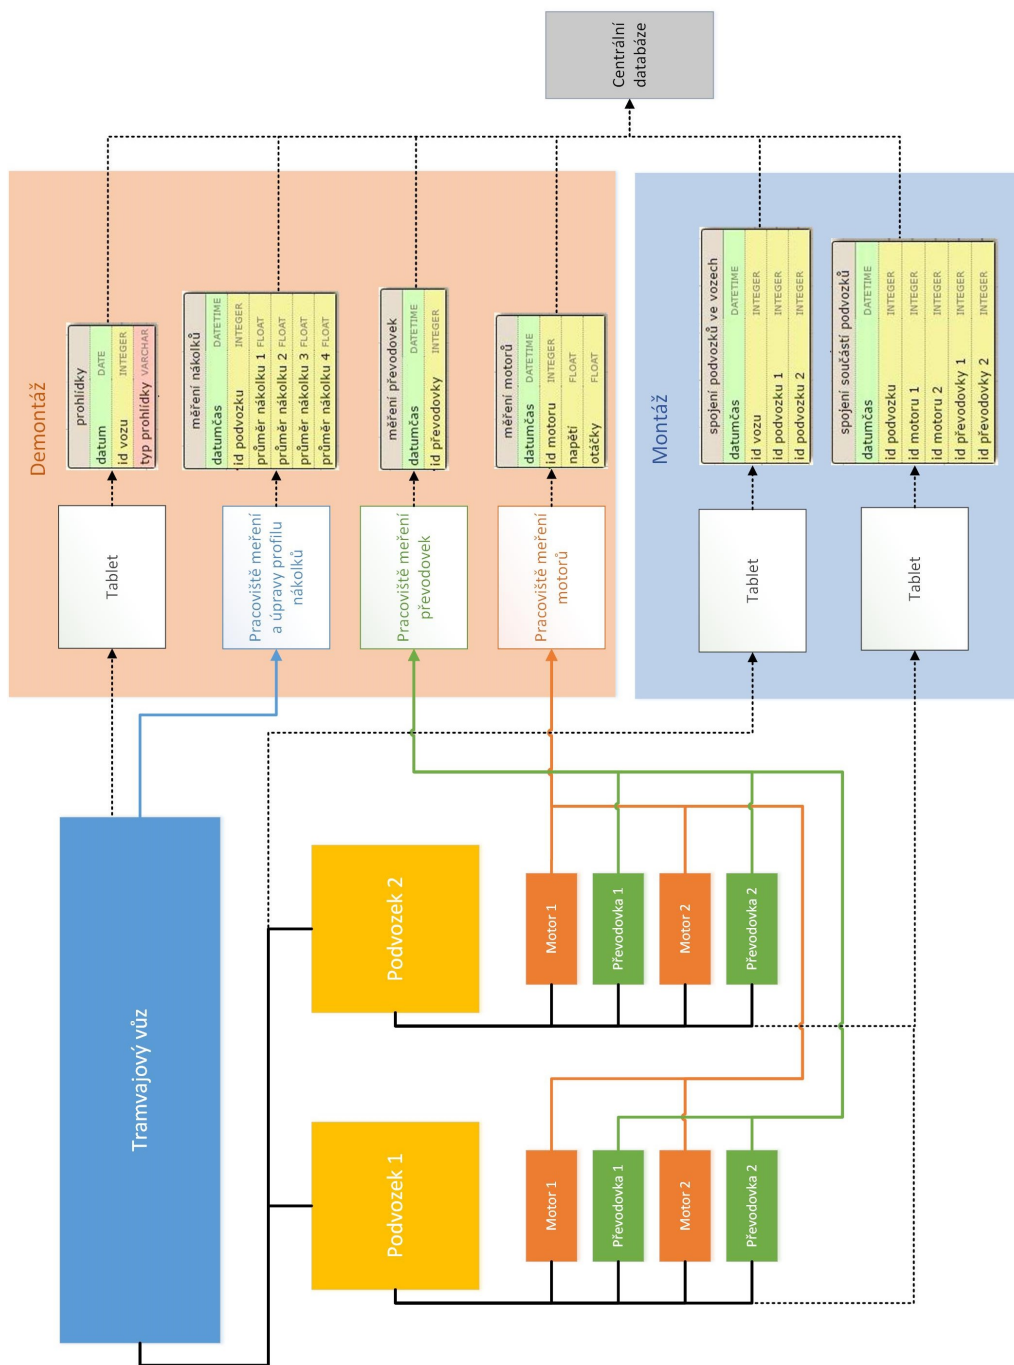 Tramvajový vůz
Podvozek 1
Podvozek 2
Motor 1
Převodovka 1
Motor 2
Převodovka 2
Motor 1
Převodovka 1
Motor 2
Převodovka 2
Demontáž
Tablet
prohlídky
datum DATE
id vozu INTEGER
typ prohlídky VARCHAR
Pracoviště meření
a úpravy profilu
nákolků
měření nákolků
datumčas DATETIME
id podvozku INTEGER
průměr nákolku 1 FLOAT
průměr nákolku 2 FLOAT
průměr nákolku 3 FLOAT
průměr nákolku 4 FLOAT
Pracoviště meření
převodovek
měření převodovek
datumčas DATETIME
id převodovky INTEGER
Pracoviště meření
motorů
měření motorů
datumčas DATETIME
id motoru INTEGER
napětí FLOAT
otáčky FLOAT
Montáž
Tablet
spojení podvozků ve vozech
datumčas DATETIME
id vozu INTEGER
id podvozku 1 INTEGER
id podvozku 2 INTEGER
Tablet
spojení součástí podvozků
datumčas DATETIME
id podvozku INTEGER
id motoru 1 INTEGER
id motoru 2 INTEGER
id převodovky 1 INTEGER
id převodovky 2 INTEGER
Centrální
databáze